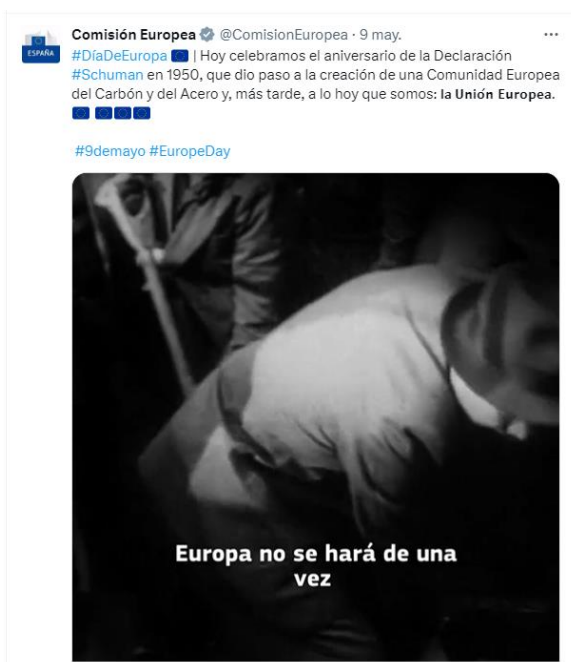 Comisión Europea @ComisionEuropea · 9 may.
ESPAÑA
#DíaDeEuropa 🇪🇺 | Hoy celebramos el aniversario de la Declaración
#Schuman en 1950, que dio paso a la creación de una Comunidad Europea
del Carbón y del Acero y, más tarde, a lo hoy que somos: la Unión Europea.
🇪🇺 🇪🇺🇪🇺🇪🇺
#9demayo #EuropeDay
Europa no se hará de una
vez